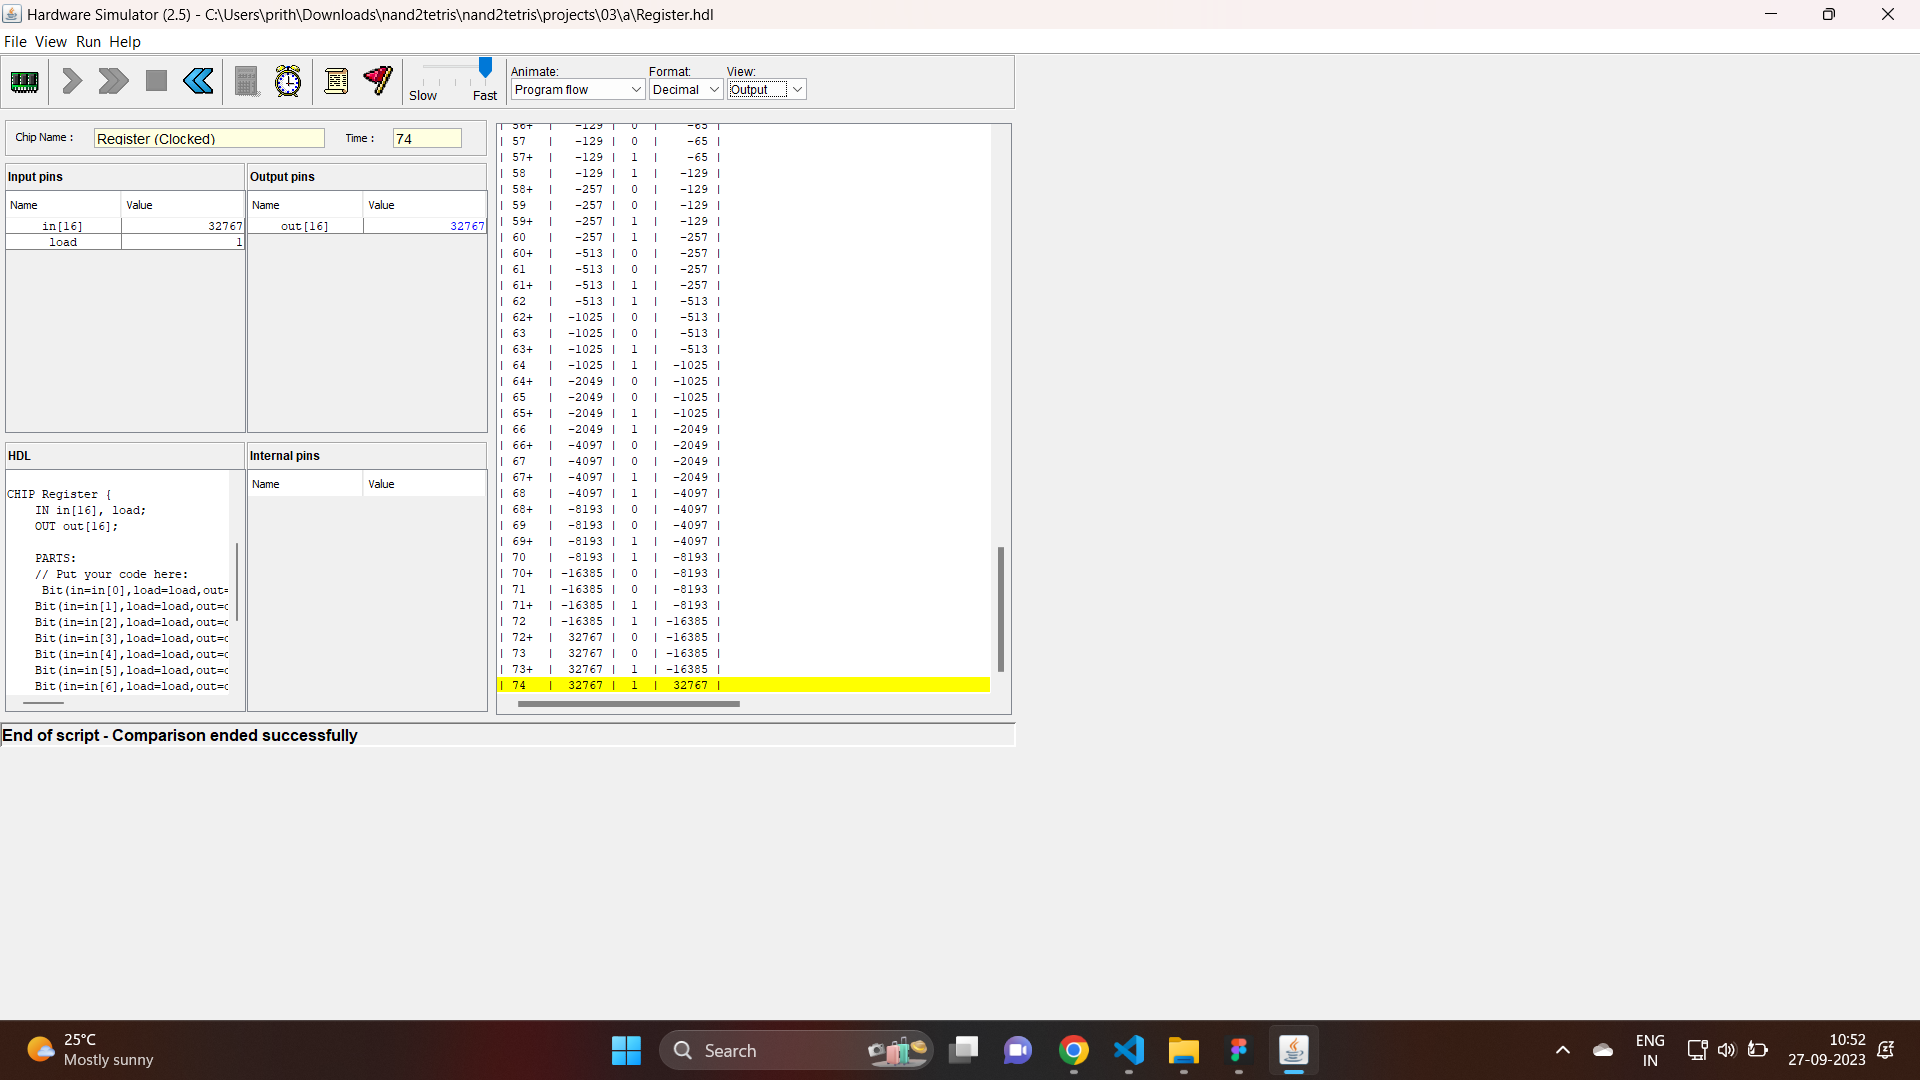 Hardware Simulator (2.5) - C:\Users\prith\Downloads\nand2tetris\nand2tetris\projects\03\a\Register.hdl
File View Run Help
Slow Fast
Animate: Format: View:
Program flow Decimal Output
Chip Name : Register (Clocked) Time : 74
Input pins Output pins
Name Value Name Value
in[16] 32767 out[16] 32767
load 1
HDL Internal pins
Name Value
CHIP Register {
IN in[16], load;
OUT out[16];
PARTS:
// Put your code here:
Bit(in=in[0],load=load,out=
Bit(in=in[1],load=load,out=
Bit(in=in[2],load=load,out=
Bit(in=in[3],load=load,out=
Bit(in=in[4],load=load,out=
Bit(in=in[5],load=load,out=
Bit(in=in[6],load=load,out=
| 56+ | -129 | 0 | -65 |
| 57 | -129 | 0 | -65 |
| 57+ | -129 | 1 | -65 |
| 58 | -129 | 1 | -129 |
| 58+ | -257 | 0 | -129 |
| 59 | -257 | 0 | -129 |
| 59+ | -257 | 1 | -129 |
| 60 | -257 | 1 | -257 |
| 60+ | -513 | 0 | -257 |
| 61 | -513 | 0 | -257 |
| 61+ | -513 | 1 | -257 |
| 62 | -513 | 1 | -513 |
| 62+ | -1025 | 0 | -513 |
| 63 | -1025 | 0 | -513 |
| 63+ | -1025 | 1 | -513 |
| 64 | -1025 | 1 | -1025 |
| 64+ | -2049 | 0 | -1025 |
| 65 | -2049 | 0 | -1025 |
| 65+ | -2049 | 1 | -1025 |
| 66 | -2049 | 1 | -2049 |
| 66+ | -4097 | 0 | -2049 |
| 67 | -4097 | 0 | -2049 |
| 67+ | -4097 | 1 | -2049 |
| 68 | -4097 | 1 | -4097 |
| 68+ | -8193 | 0 | -4097 |
| 69 | -8193 | 0 | -4097 |
| 69+ | -8193 | 1 | -4097 |
| 70 | -8193 | 1 | -8193 |
| 70+ | -16385 | 0 | -8193 |
| 71 | -16385 | 0 | -8193 |
| 71+ | -16385 | 1 | -8193 |
| 72 | -16385 | 1 | -16385 |
| 72+ | 32767 | 0 | -16385 |
| 73 | 32767 | 0 | -16385 |
| 73+ | 32767 | 1 | -16385 |
| 74 | 32767 | 1 | 32767 |
End of script - Comparison ended successfully
25°C
Mostly sunny
Search
ENG
IN
10:52
27-09-2023